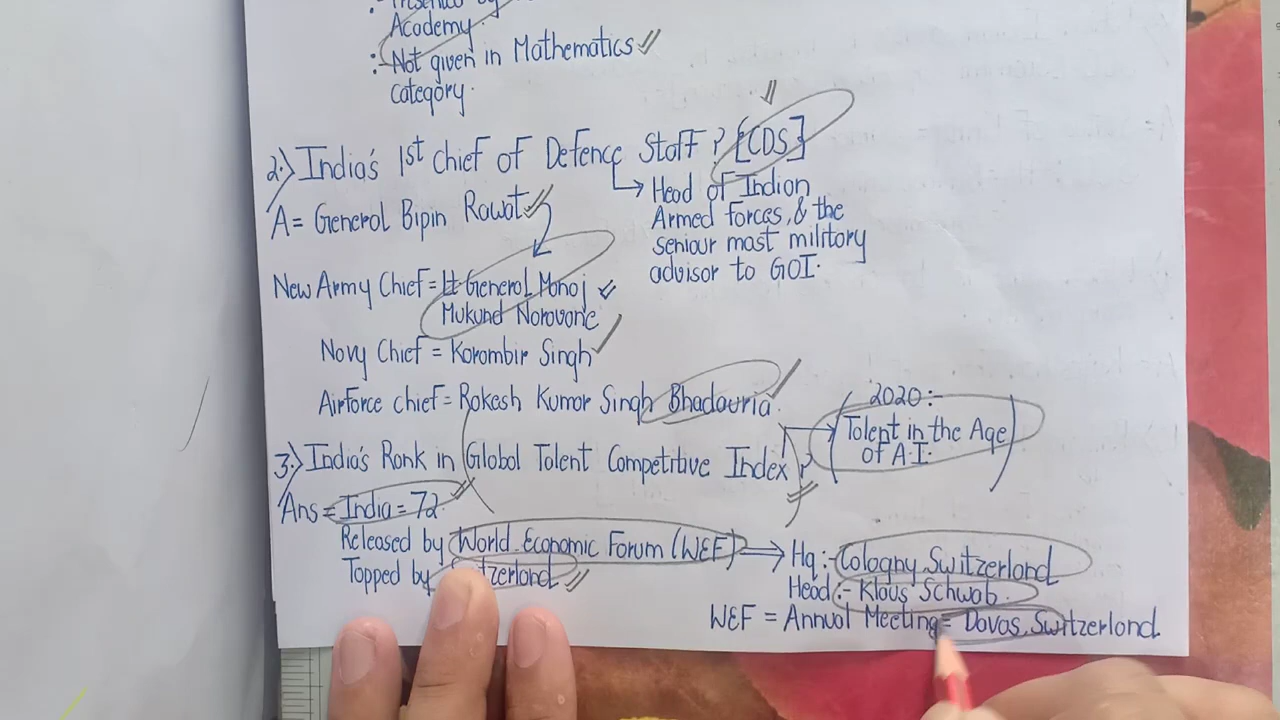 Academy.
:- Not given in Mathematics
category.
2.> India's 1st chief of Defence Staff ? [CDS]
Head of Indian
Armed forces, & the
seniour most military
advisor to GOI.
A = General Bipin Rawat
New Army Chief = Lt General Manoj
Mukund Narovane
Navy Chief = Karambir Singh
Airforce chief = Rakesh Kumar Singh Bhadauria.
2020:-
Talent in the Age
of A.I.
3.> India's Rank in Global Talent Competitive Index ?
Ans = India = 72
Released by World Economic Forum (WEF)
Topped by Switzerland
Hq :- Cologny, Switzerland
Head :- Klaus Schwab.
WEF = Annual Meeting = Davos, Switzerland